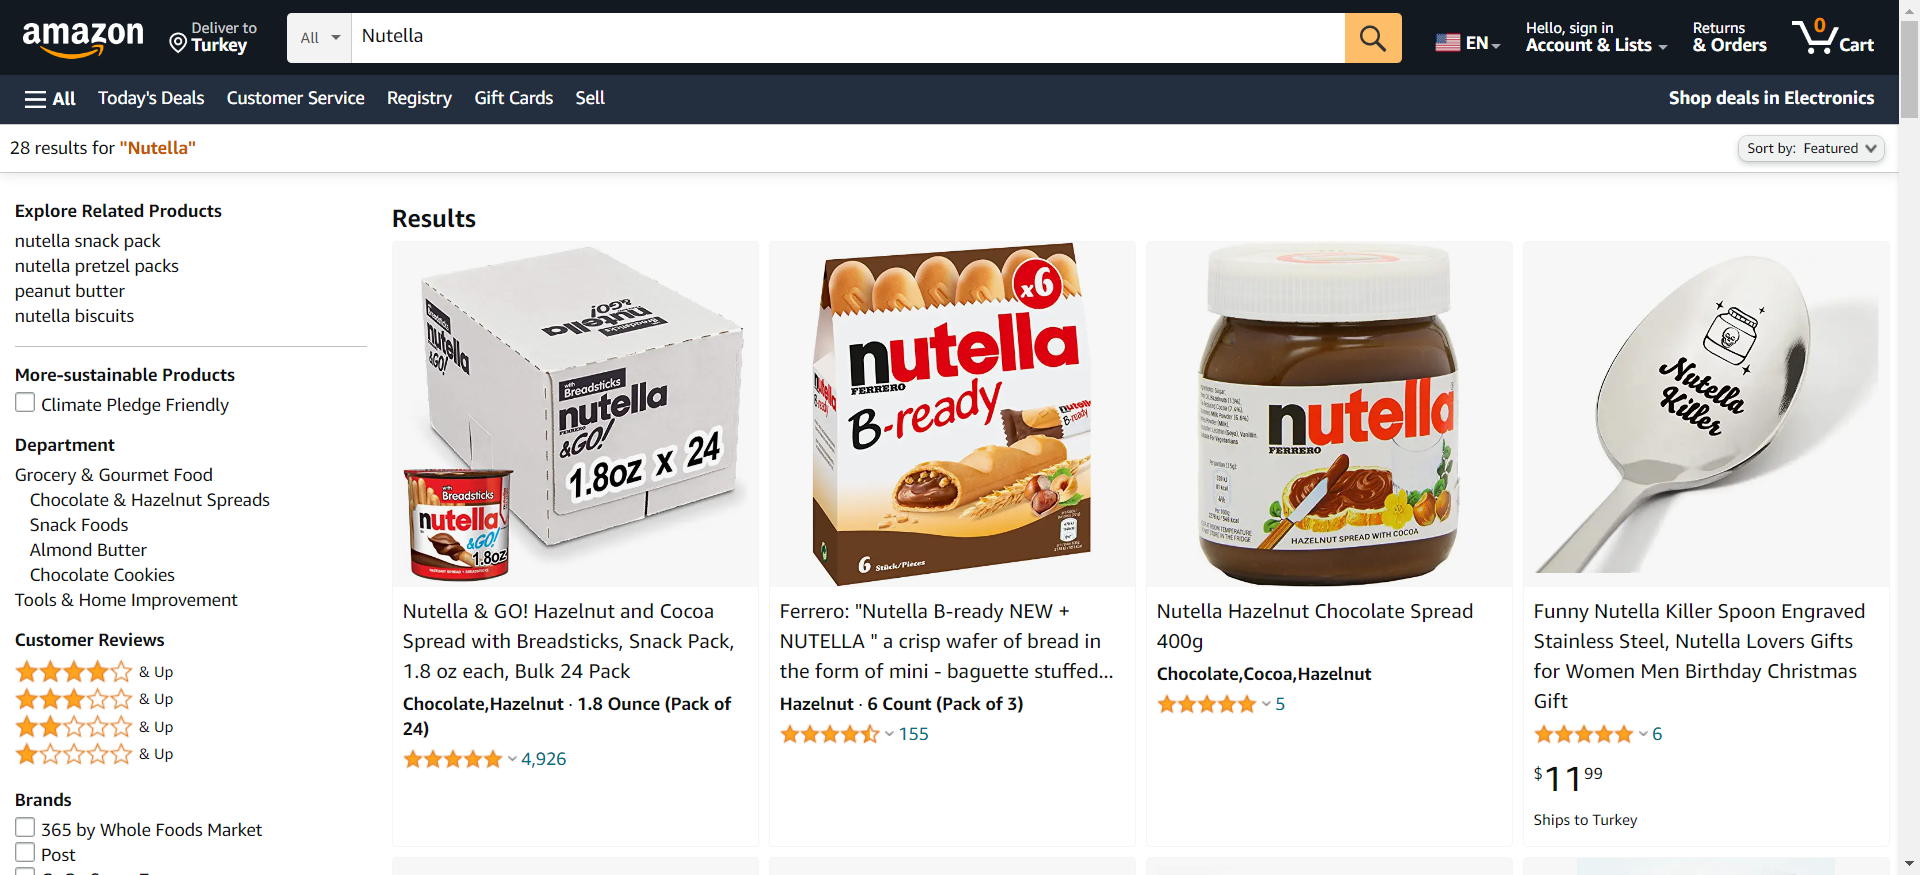 amazon
Deliver to
Turkey
All
Nutella
EN
Hello, sign in
Account & Lists
Returns
& Orders
0
Cart
All
Today's Deals
Customer Service
Registry
Gift Cards
Sell
Shop deals in Electronics
28 results for "Nutella"
Sort by: Featured
Explore Related Products
nutella snack pack
nutella pretzel packs
peanut butter
nutella biscuits
More-sustainable Products
Climate Pledge Friendly
Department
Grocery & Gourmet Food
Chocolate & Hazelnut Spreads
Snack Foods
Almond Butter
Chocolate Cookies
Tools & Home Improvement
Customer Reviews
& Up
& Up
& Up
& Up
Brands
365 by Whole Foods Market
Post
Results
nutella
&GO!
with
Breadsticks
nutella
FERRERO
&GO!
1.8oz x 24
with
Breadsticks
nutella
&GO!
1.8oz
Nutella & GO! Hazelnut and Cocoa
Spread with Breadsticks, Snack Pack,
1.8 oz each, Bulk 24 Pack
Chocolate,Hazelnut · 1.8 Ounce (Pack of
24)
4,926
x6
nutella
FERRERO
B-ready
nutella
B-ready
6 Stück/Pieces
Ferrero: "Nutella B-ready NEW +
NUTELLA " a crisp wafer of bread in
the form of mini - baguette stuffed...
Hazelnut · 6 Count (Pack of 3)
155
nutella
FERRERO
HAZELNUT SPREAD WITH COCOA
Nutella Hazelnut Chocolate Spread
400g
Chocolate,Cocoa,Hazelnut
5
Nutella
Killer
Funny Nutella Killer Spoon Engraved
Stainless Steel, Nutella Lovers Gifts
for Women Men Birthday Christmas
Gift
6
$11 99
Ships to Turkey